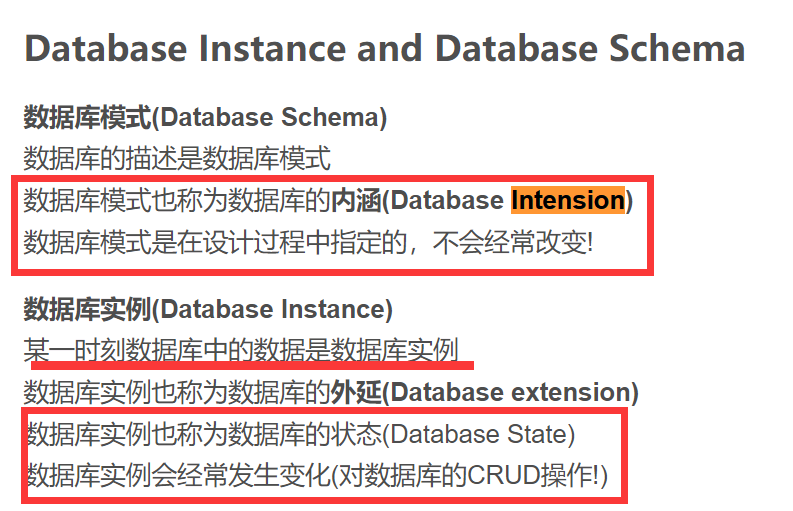 Database Instance and Database Schema
数据库模式(Database Schema)
数据库的描述是数据库模式
数据库模式也称为数据库的内涵(Database Intension)
数据库模式是在设计过程中指定的，不会经常改变!
数据库实例(Database Instance)
某一时刻数据库中的数据是数据库实例
数据库实例也称为数据库的外延(Database extension)
数据库实例也称为数据库的状态(Database State)
数据库实例会经常发生变化(对数据库的CRUD操作!)